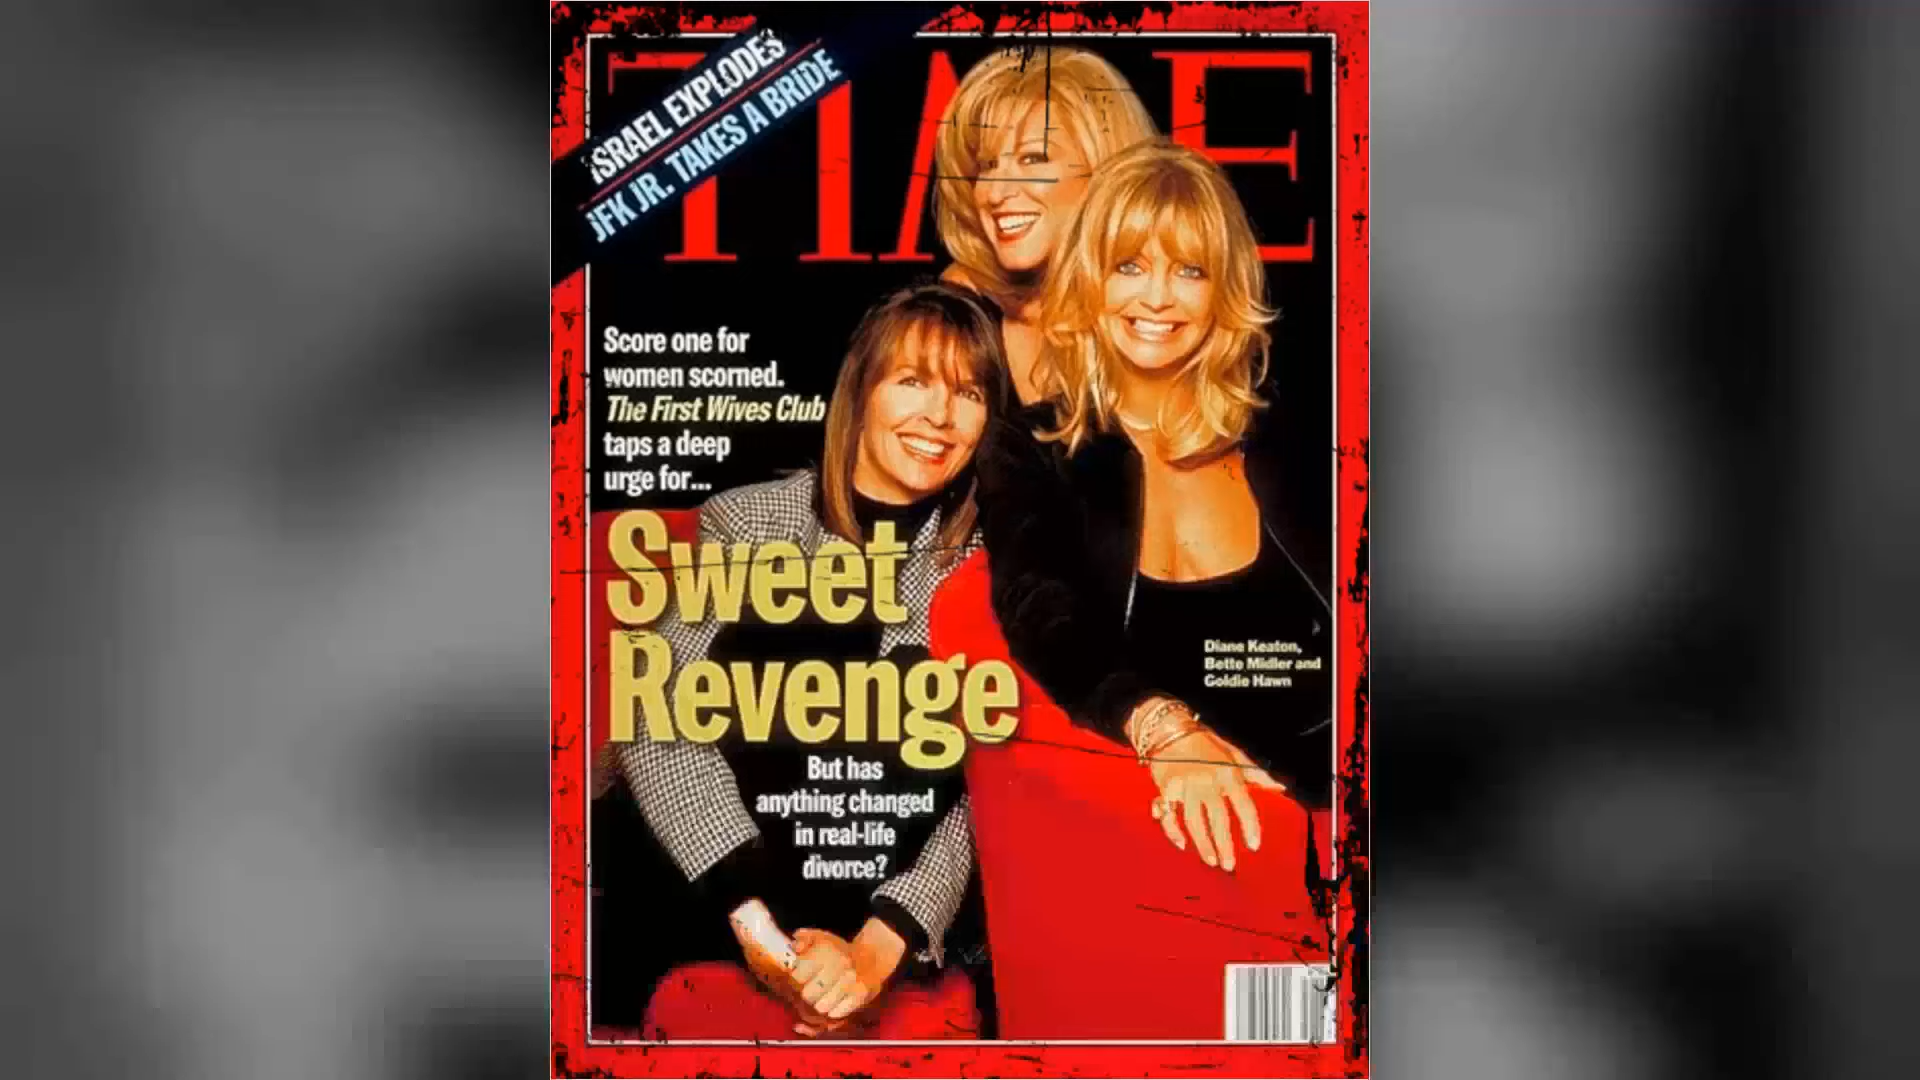 ISRAEL EXPLODES
JFK JR. TAKES A BRIDE
TIME
Score one for
women scorned.
The First Wives Club
taps a deep
urge for...
Sweet
Revenge
But has
anything changed
in real-life
divorce?
Diane Keaton,
Bette Midler and
Goldie Hawn